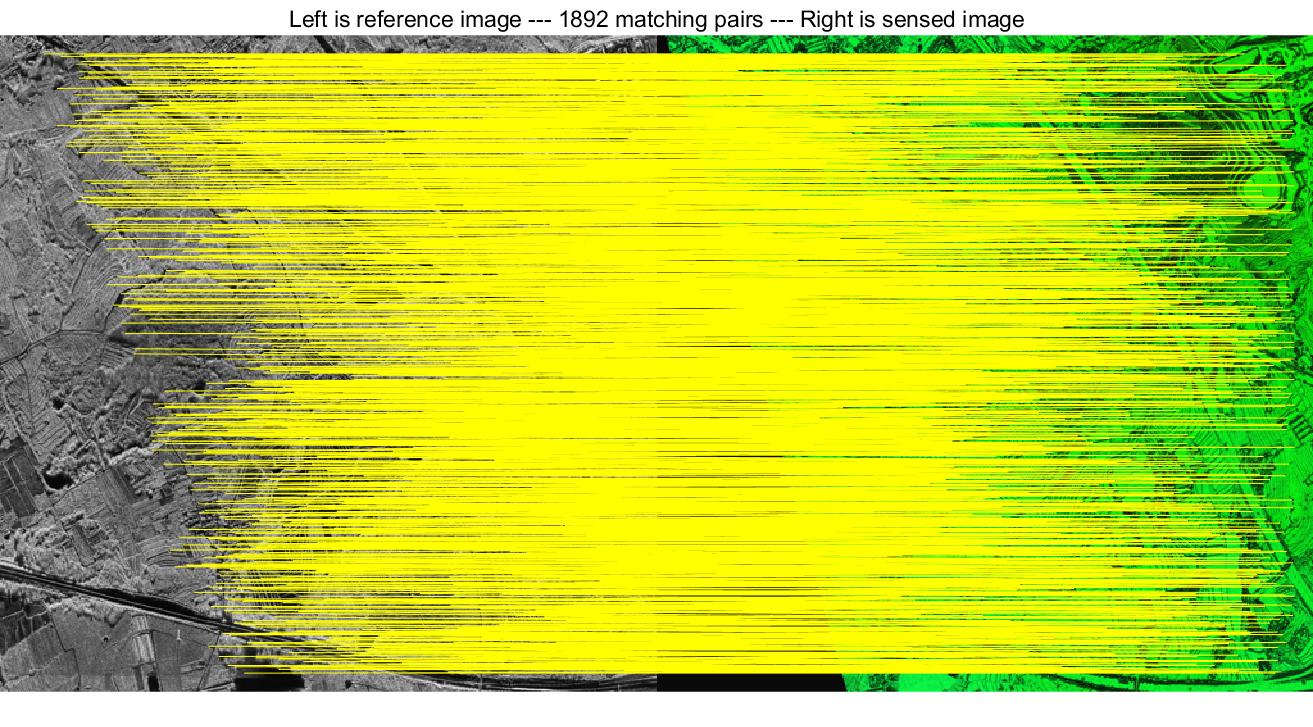 Left is reference image --- 1892 matching pairs --- Right is sensed image